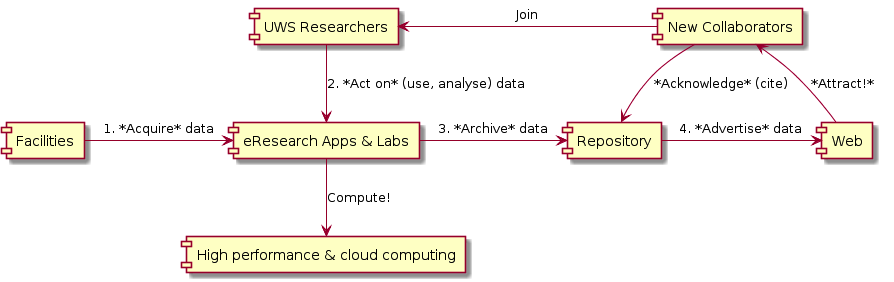 Join
UWS Researchers
New Collaborators
2. *Act on* (use, analyse) data
*Acknowledge* (cite)
*Attract!*
1. *Acquire* data
3. *Archive* data
4. *Advertise* data
Facilities
eResearch Apps & Labs
Repository
Web
Compute!
High performance & cloud computing